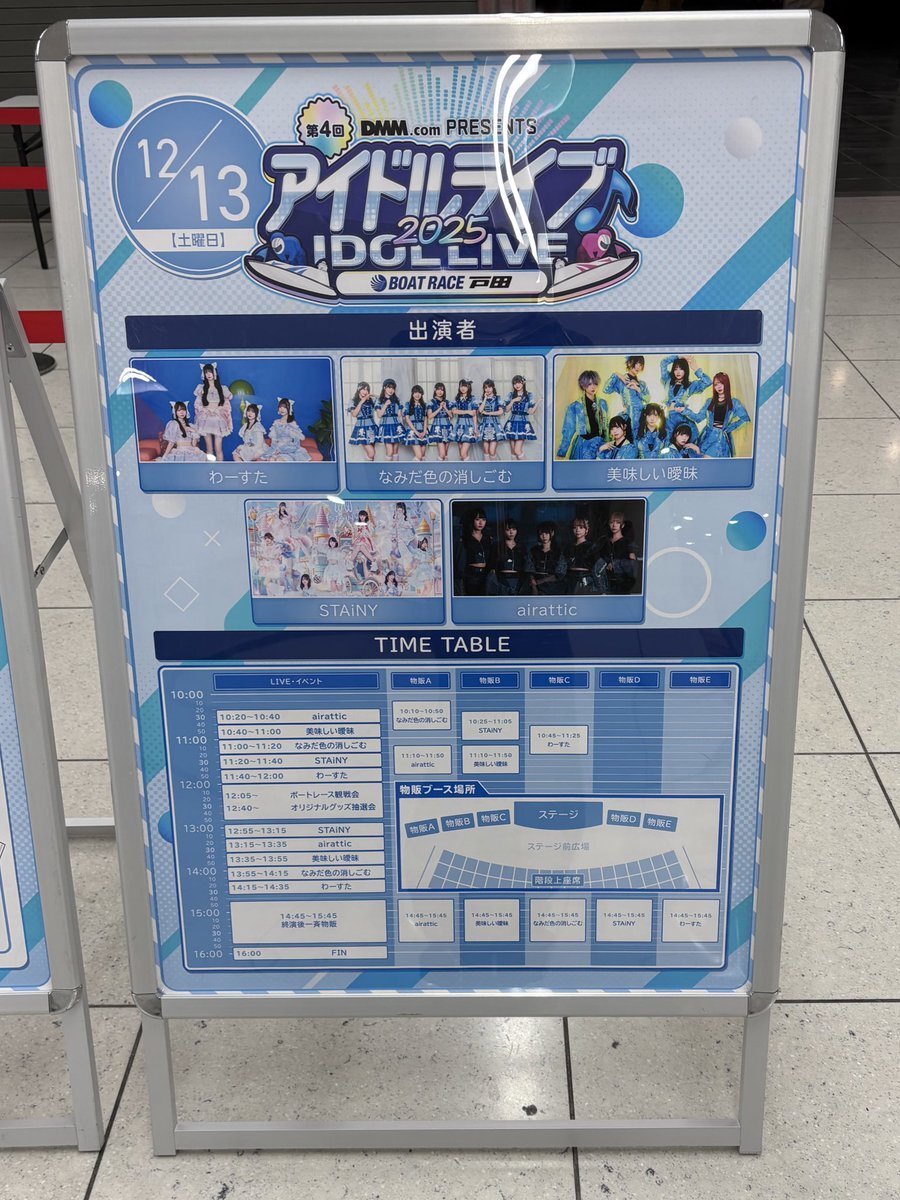 12/13
【土曜日】
第4回 DMM.com PRESENTS
アイドルライブ
2025
IDOL LIVE
BOAT RACE 戸田
出演者
わーすた
なみだ色の消しごむ
美味しい曖昧
STAiNY
airattic
TIME TABLE
LIVE・イベント 物販A 物販B 物販C 物販D 物販E
10:00
10:20~10:40 airattic
10:40~11:00 美味しい曖昧
11:00
11:00~11:20 なみだ色の消しごむ
11:20~11:40 STAiNY
11:40~12:00 わーすた
12:00
12:05~ ボートレース観戦会
12:40~ オリジナルグッズ抽選会
13:00
12:55~13:15 STAiNY
13:15~13:35 airattic
13:35~13:55 美味しい曖昧
14:00
13:55~14:15 なみだ色の消しごむ
14:15~14:35 わーすた
15:00
14:45~15:45
終演後一斉物販
16:00
16:00 FIN
10:10~10:50
なみだ色の消しごむ
11:10~11:50
airattic
10:25~11:05
STAiNY
11:10~11:50
美味しい曖昧
10:45~11:25
わーすた
物販ブース場所
物販A 物販B 物販C ステージ 物販D 物販E
ステージ前広場
階段上座席
14:45~15:45
airattic
14:45~15:45
美味しい曖昧
14:45~15:45
なみだ色の消しごむ
14:45~15:45
STAiNY
14:45~15:45
わーすた